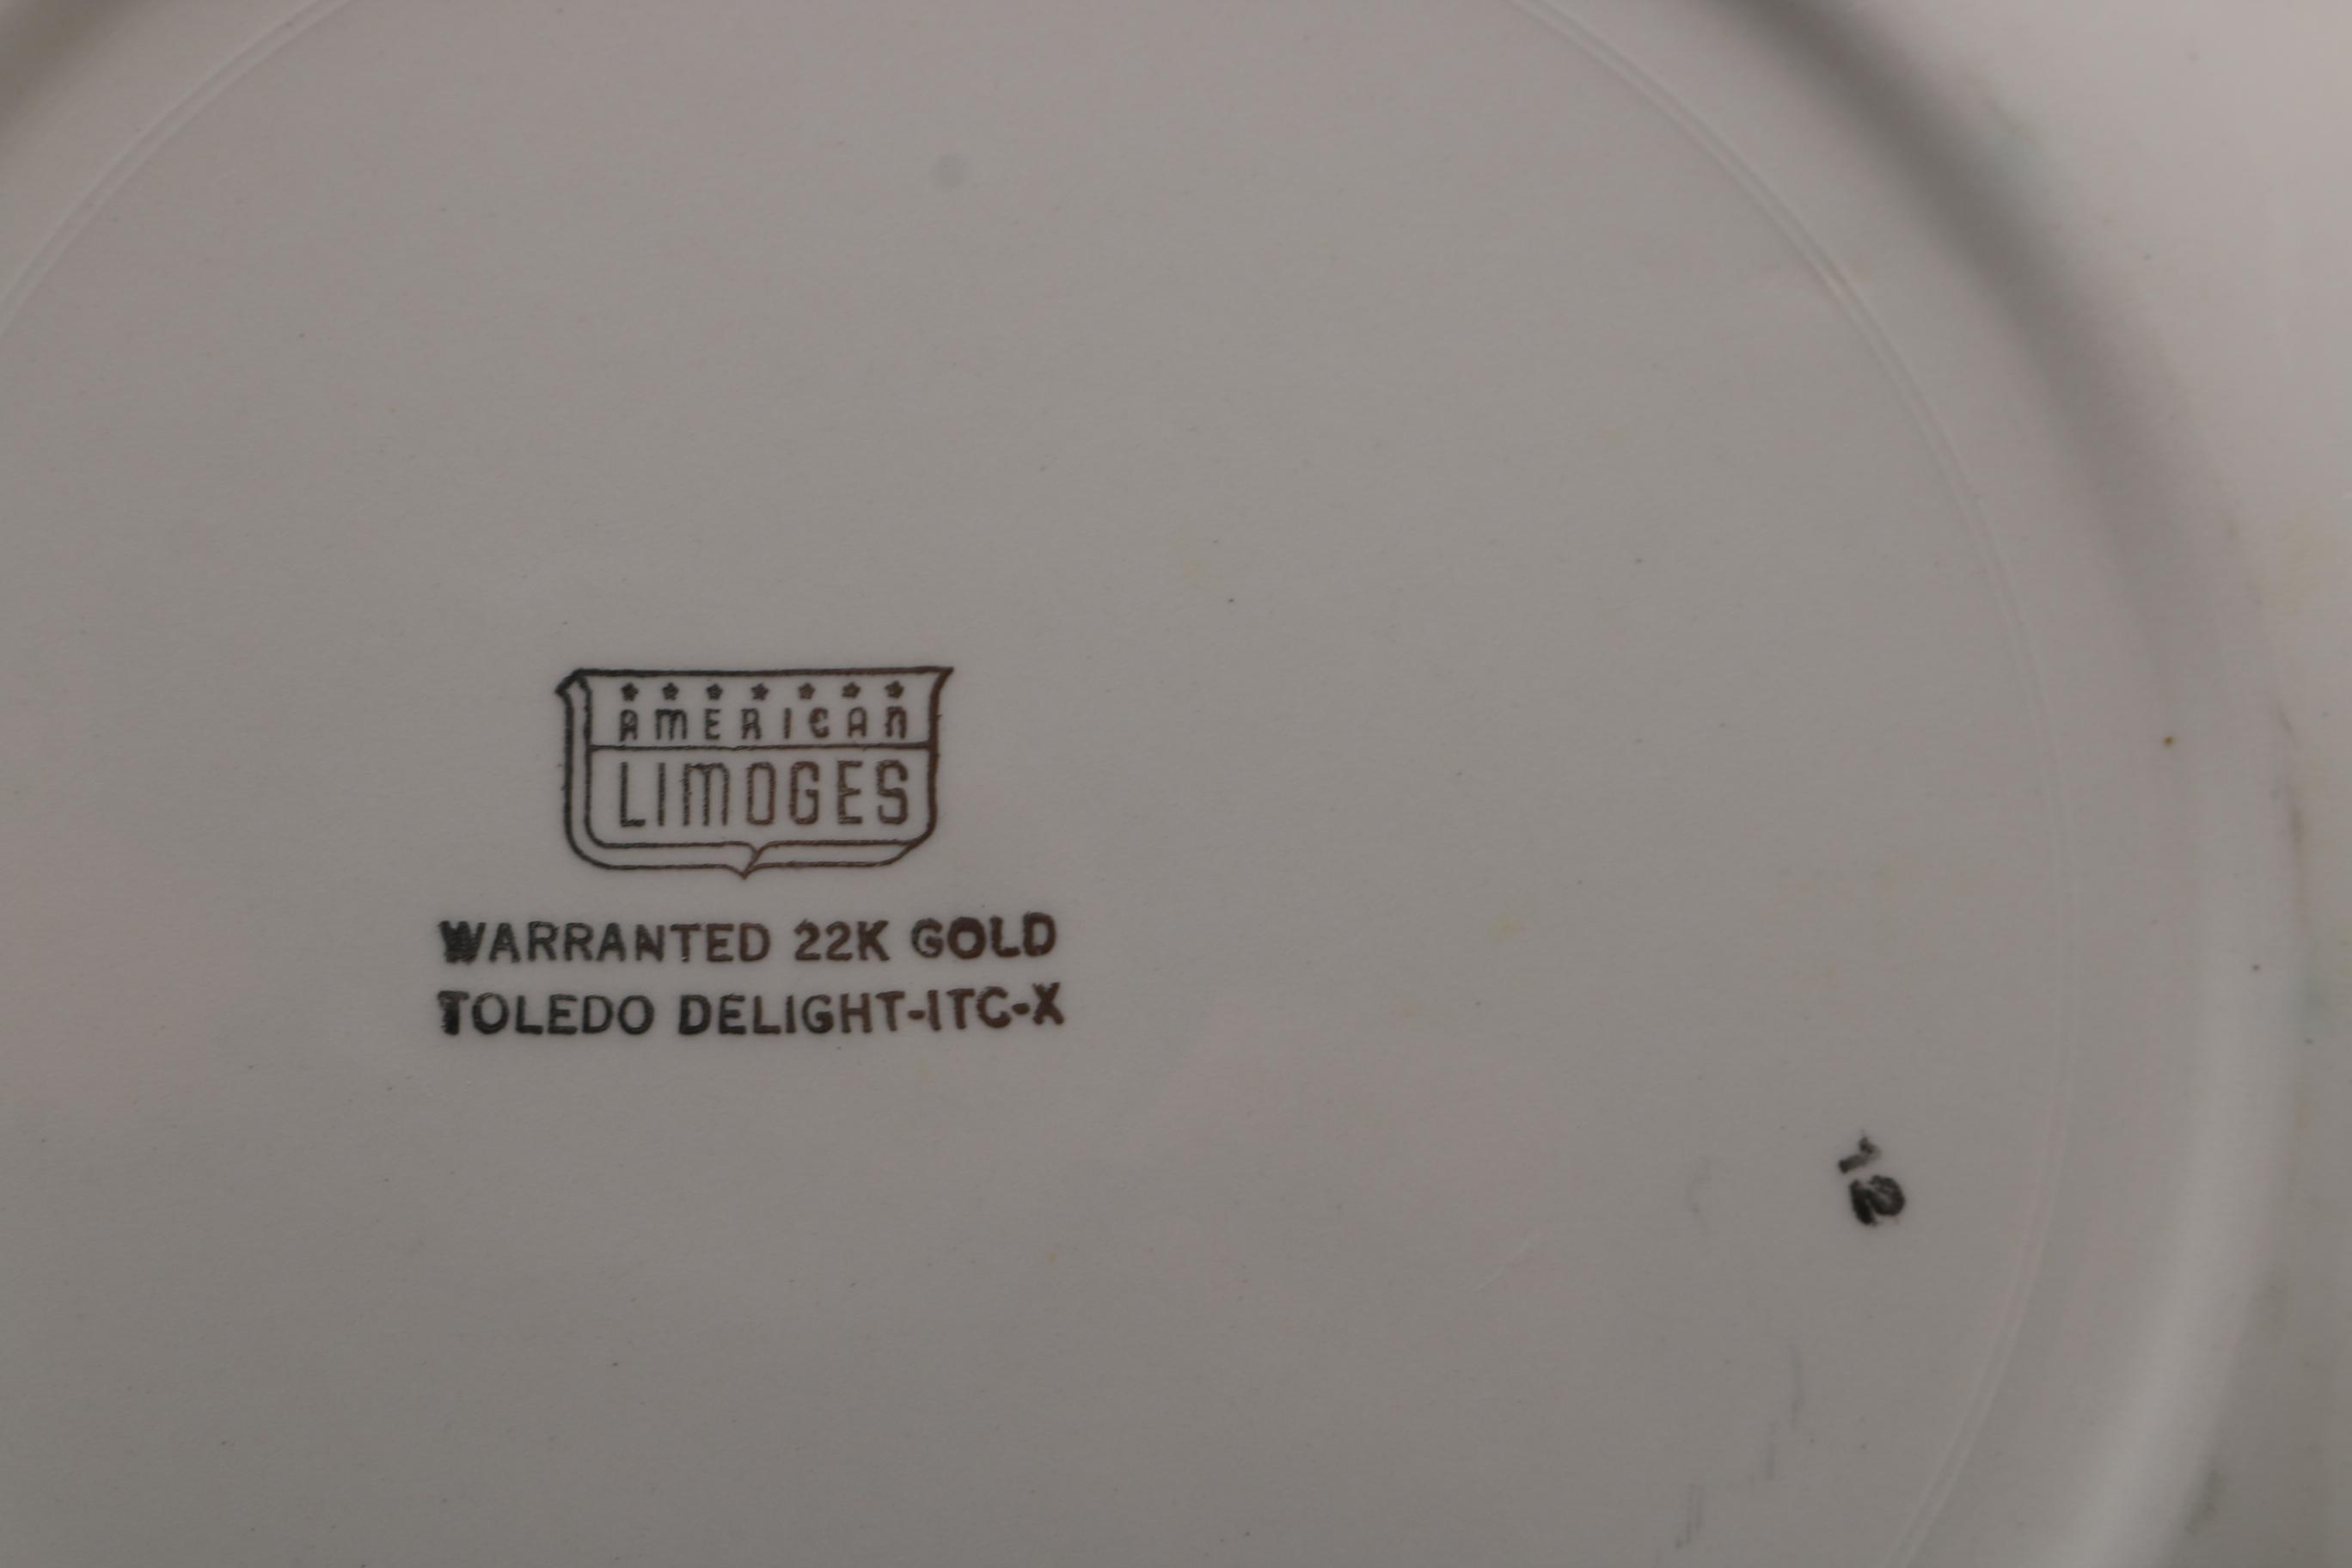 AMERICAN
LIMOGES
WARRANTED 22K GOLD
TOLEDO DELIGHT-ITC-X